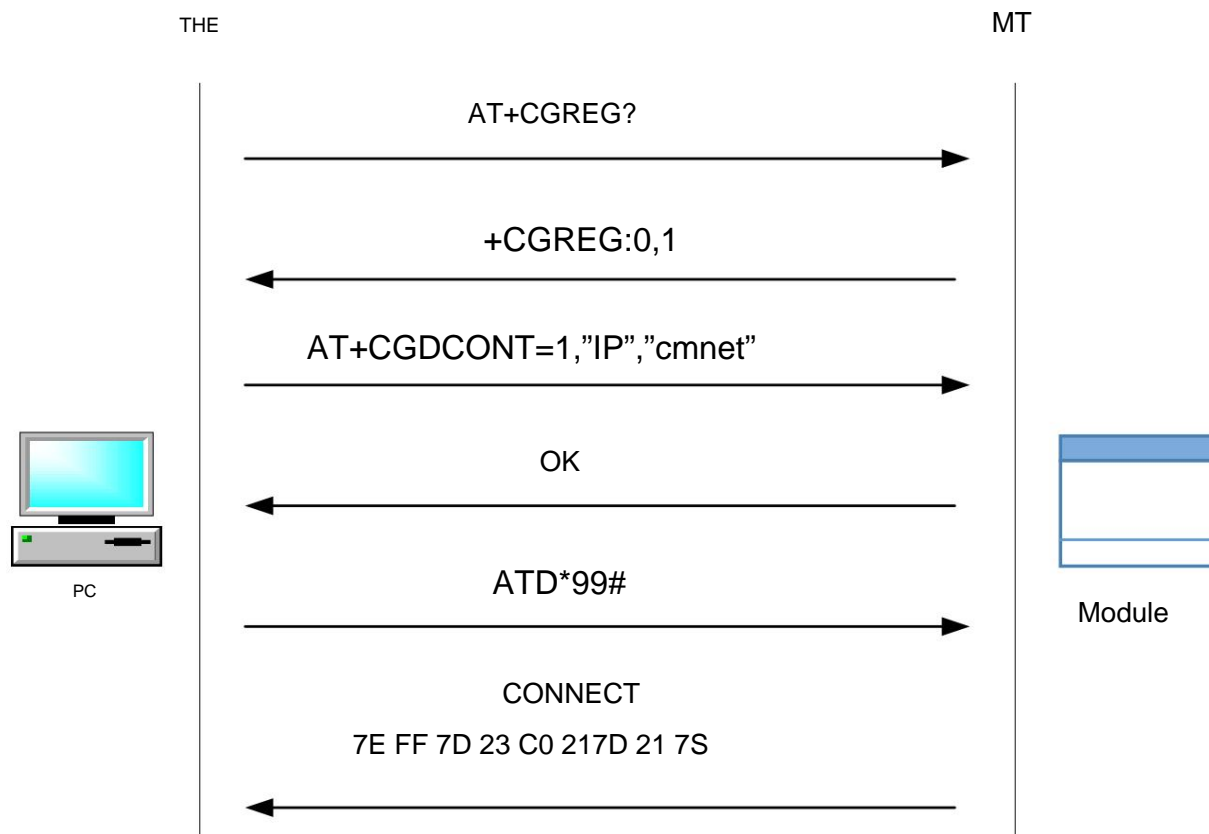 THE
MT
AT+CGREG?
+CGREG:0,1
AT+CGDCONT=1,”IP”,”cmnet”
OK
ATD*99#
PC
Module
CONNECT
7E FF 7D 23 C0 217D 21 7S